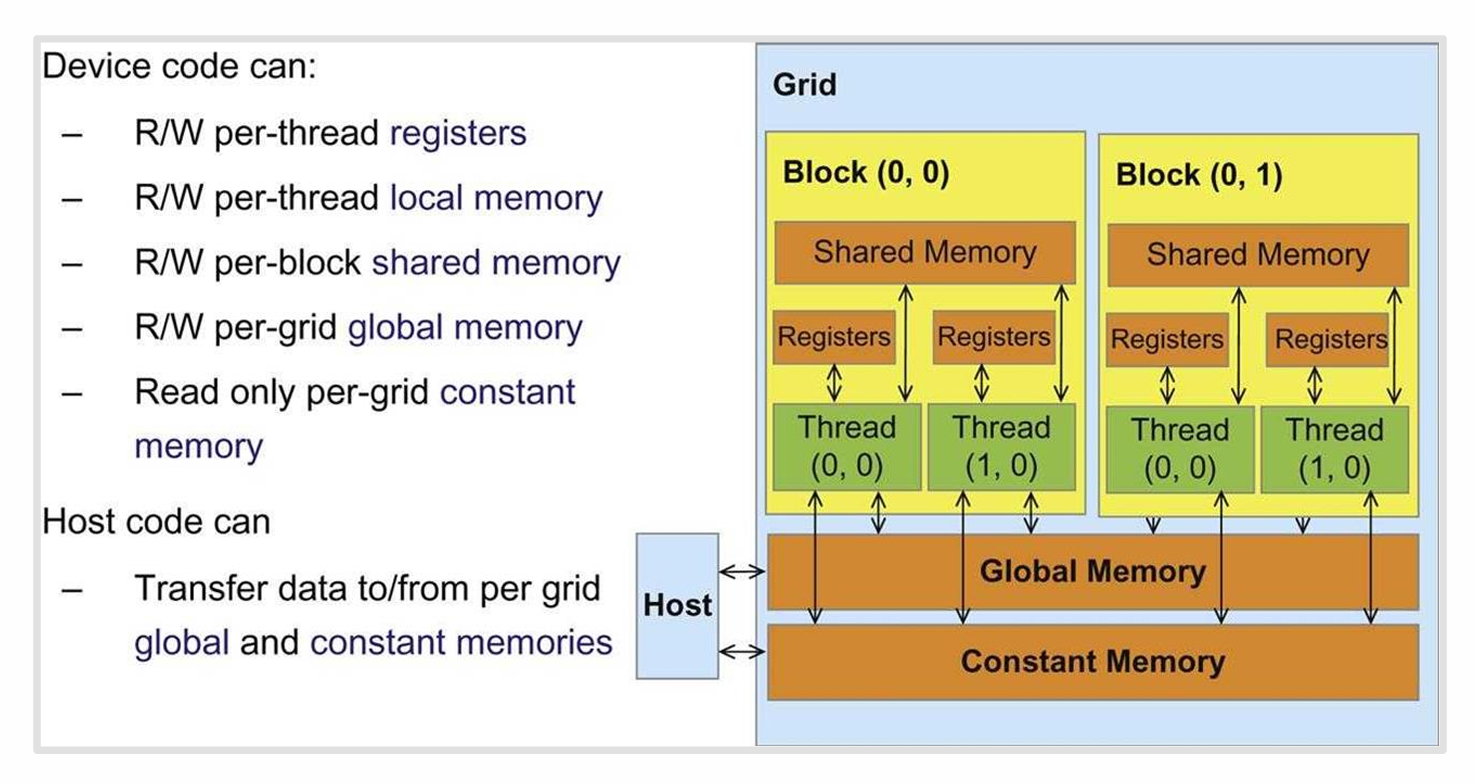 Device code can:
– R/W per-thread registers
– R/W per-thread local memory
– R/W per-block shared memory
– R/W per-grid global memory
– Read only per-grid constant
memory
Host code can
– Transfer data to/from per grid
global and constant memories
Grid
Block (0, 0)
Shared Memory
Registers
Registers
Thread
(0, 0)
Thread
(1, 0)
Block (0, 1)
Shared Memory
Registers
Registers
Thread
(0, 0)
Thread
(1, 0)
Host
Global Memory
Constant Memory